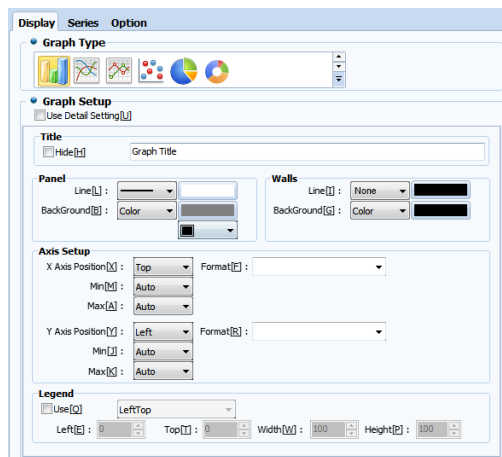 Display Series Option
Graph Type
Graph Setup
Use Detail Setting[U]
Title
Hide[H] Graph Title
Panel
Line[L] :
BackGround[B] : Color
Walls
Line[I] : None
BackGround[G] : Color
Axis Setup
X Axis Position[X] : Top Format[F] :
Min[M] : Auto
Max[A] : Auto
Y Axis Position[Y] : Left Format[R] :
Min[J] : Auto
Max[K] : Auto
Legend
Use[O] LeftTop
Left[E] : 0 Top[T] : 0 Width[W] : 100 Height[P] : 100